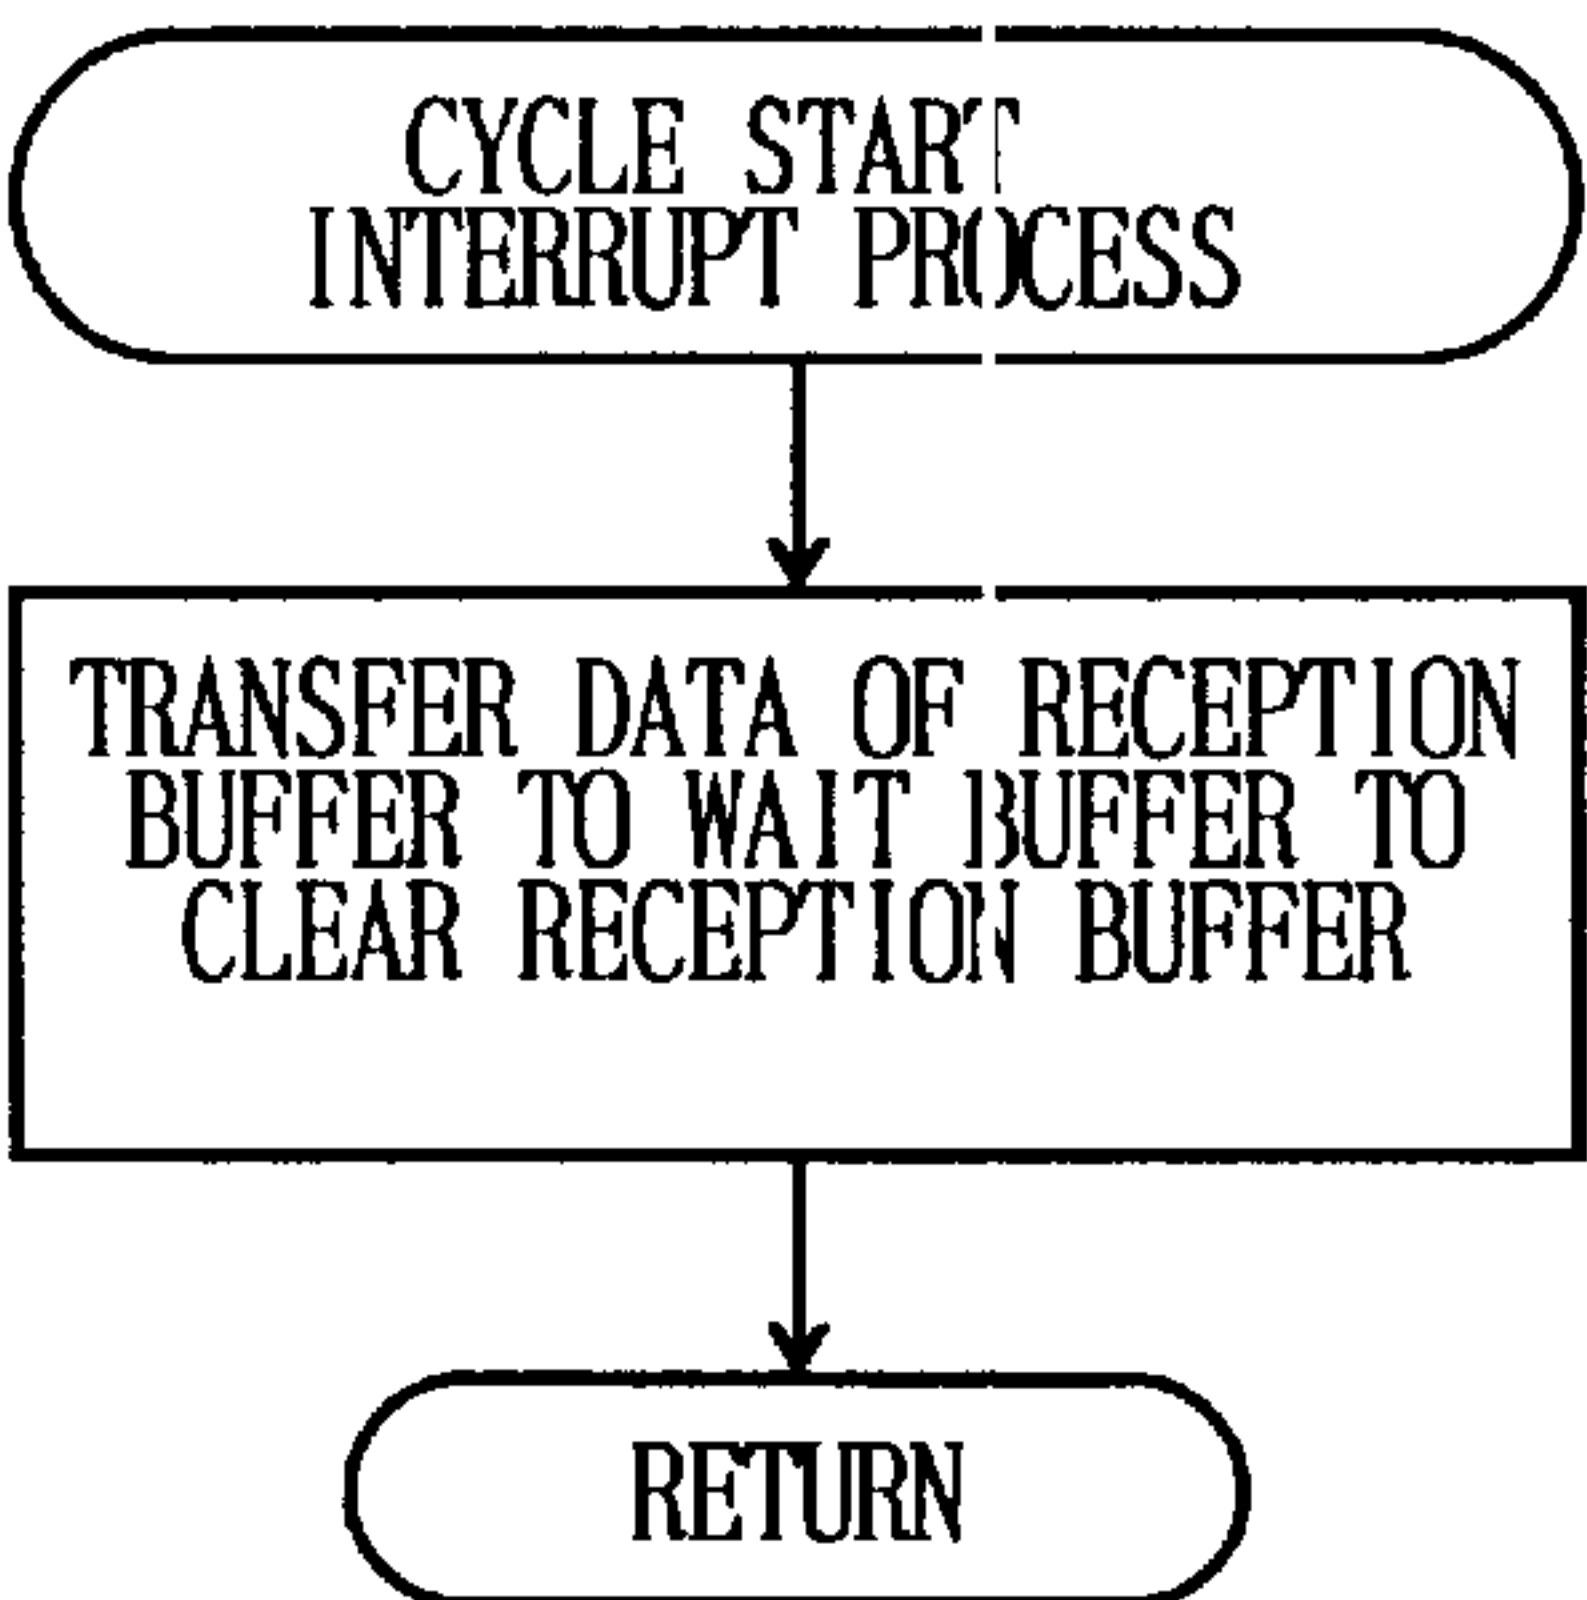 CYCLE START
INTERRUPT PROCESS
TRANSFER DATA OF RECEPTION
BUFFER TO WAIT BUFFER TO
CLEAR RECEPTION BUFFER
RETURN